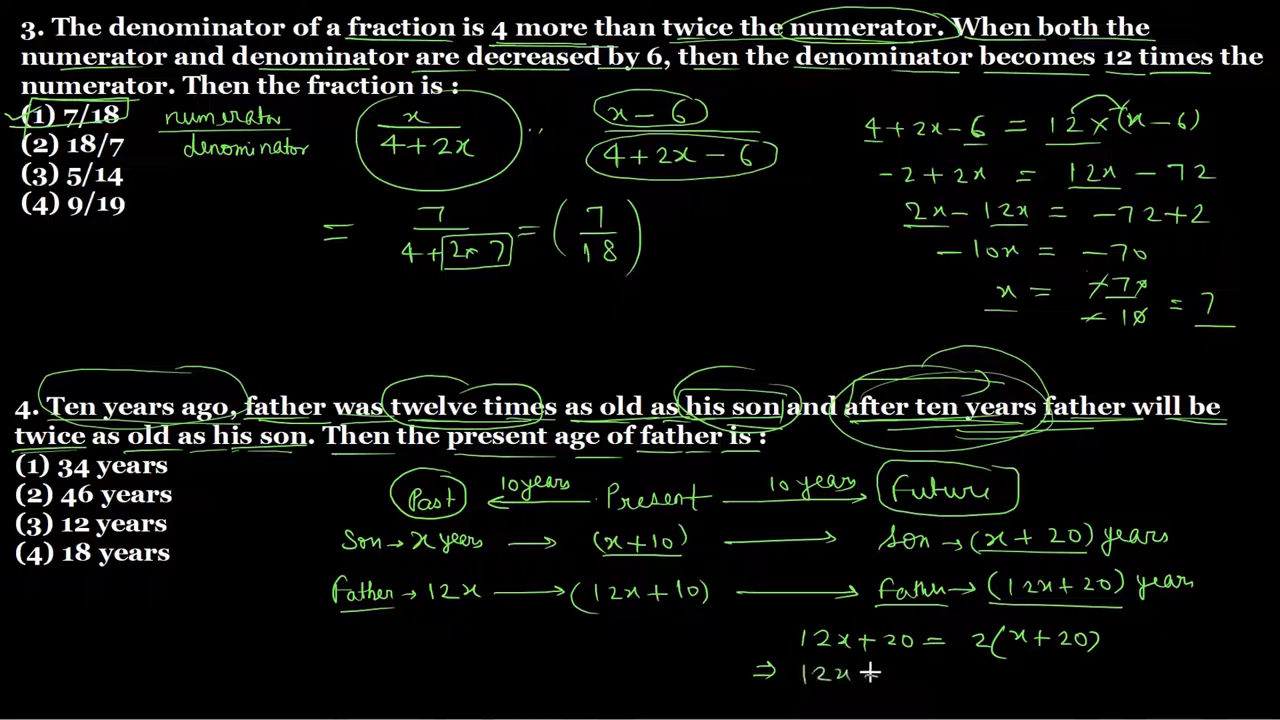 3. The denominator of a fraction is 4 more than twice the numerator. When both the
numerator and denominator are decreased by 6, then the denominator becomes 12 times the
numerator. Then the fraction is :
(1) 7/18
(2) 18/7
(3) 5/14
(4) 9/19
numerator
denominator
x
4 + 2x
..
x - 6
4 + 2x - 6
= 7
4 + 2 × 7
= ( 7
18 )
4 + 2x - 6 = 12 × (x - 6)
-2 + 2x = 12x - 72
2x - 12x = -72 + 2
-10x = -70
x = -70
-10
= 7
4. Ten years ago, father was twelve times as old as his son and after ten years father will be
twice as old as his son. Then the present age of father is :
(1) 34 years
(2) 46 years
(3) 12 years
(4) 18 years
Past ← 10 years Present 10 years → Future
Son → x years → (x + 10) → Son → (x + 20) years
Father → 12x → (12x + 10) → Father → (12x + 20) years
12x + 20 = 2(x + 20)
⇒ 12x +